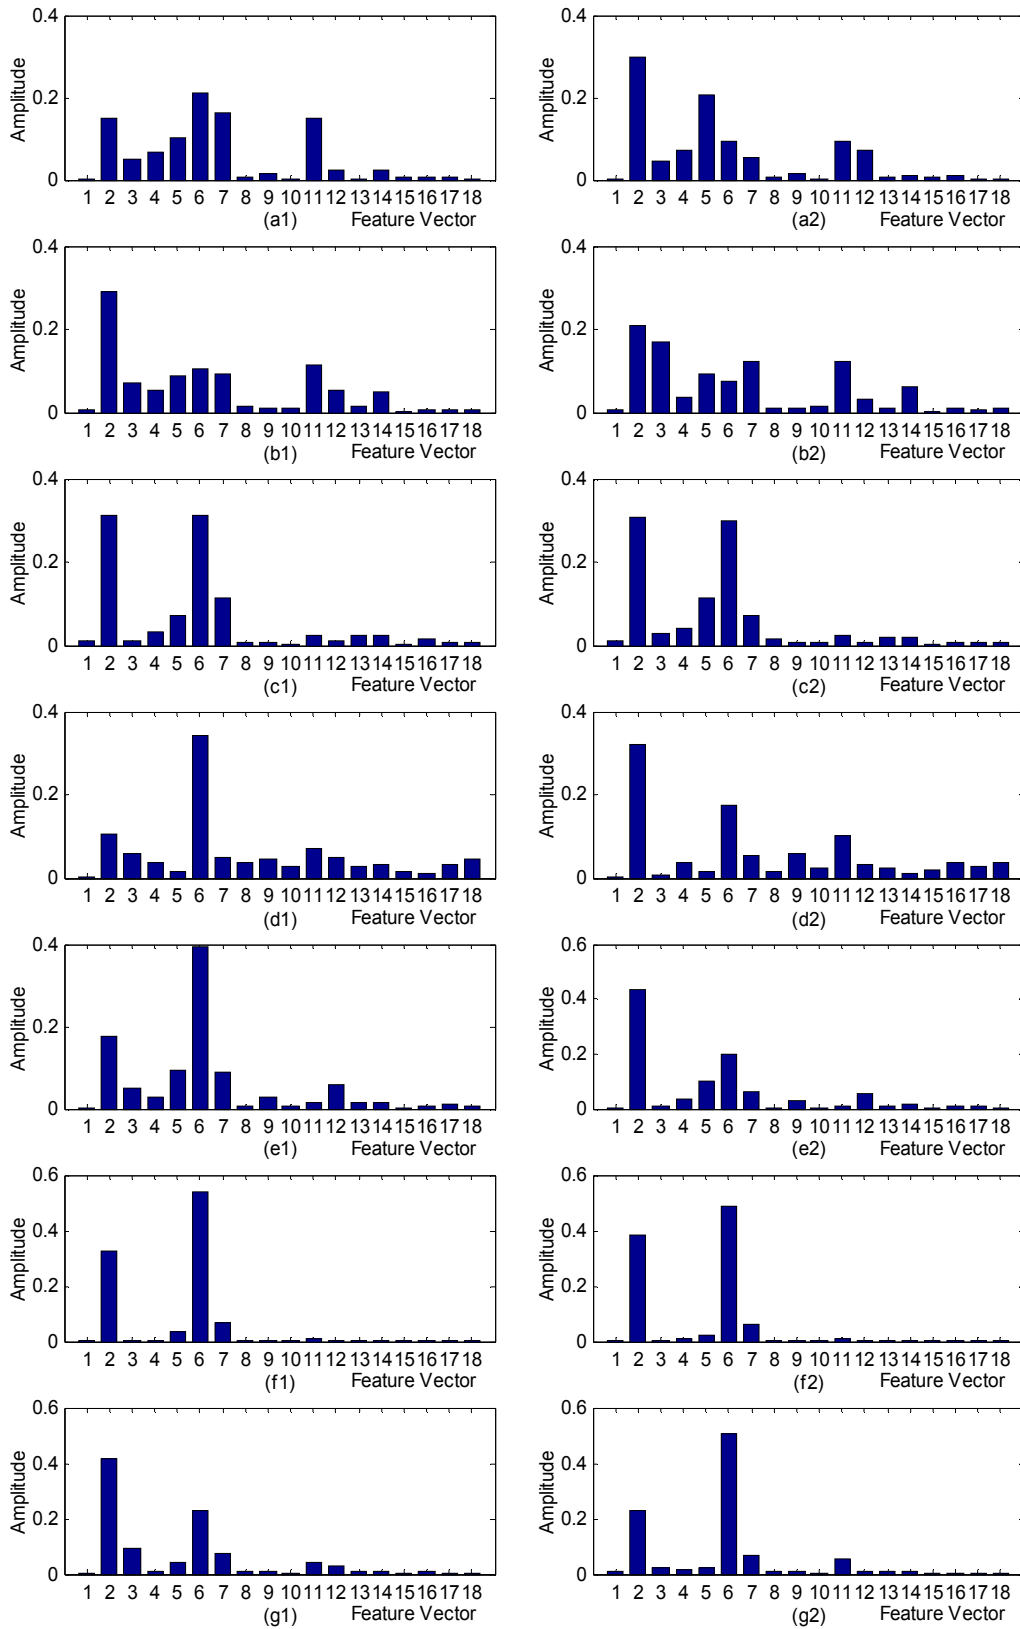 0.4 0.4
Amplitude Amplitude
0.2 0.2
0 0
1 2 3 4 5 6 7 8 9 10 11 12 13 14 15 16 17 18 1 2 3 4 5 6 7 8 9 10 11 12 13 14 15 16 17 18
(a1) Feature Vector (a2) Feature Vector
0.4 0.4
Amplitude Amplitude
0.2 0.2
0 0
1 2 3 4 5 6 7 8 9 10 11 12 13 14 15 16 17 18 1 2 3 4 5 6 7 8 9 10 11 12 13 14 15 16 17 18
(b1) Feature Vector (b2) Feature Vector
0.4 0.4
Amplitude Amplitude
0.2 0.2
0 0
1 2 3 4 5 6 7 8 9 10 11 12 13 14 15 16 17 18 1 2 3 4 5 6 7 8 9 10 11 12 13 14 15 16 17 18
(c1) Feature Vector (c2) Feature Vector
0.4 0.4
Amplitude Amplitude
0.2 0.2
0 0
1 2 3 4 5 6 7 8 9 10 11 12 13 14 15 16 17 18 1 2 3 4 5 6 7 8 9 10 11 12 13 14 15 16 17 18
(d1) Feature Vector (d2) Feature Vector
0.4 0.6
Amplitude Amplitude
0.4
0.2 0.2
0 0
1 2 3 4 5 6 7 8 9 10 11 12 13 14 15 16 17 18 1 2 3 4 5 6 7 8 9 10 11 12 13 14 15 16 17 18
(e1) Feature Vector (e2) Feature Vector
0.6 0.6
Amplitude Amplitude
0.4 0.4
0.2 0.2
0 0
1 2 3 4 5 6 7 8 9 10 11 12 13 14 15 16 17 18 1 2 3 4 5 6 7 8 9 10 11 12 13 14 15 16 17 18
(f1) Feature Vector (f2) Feature Vector
0.6 0.6
Amplitude Amplitude
0.4 0.4
0.2 0.2
0 0
1 2 3 4 5 6 7 8 9 10 11 12 13 14 15 16 17 18 1 2 3 4 5 6 7 8 9 10 11 12 13 14 15 16 17 18
(g1) Feature Vector (g2) Feature Vector